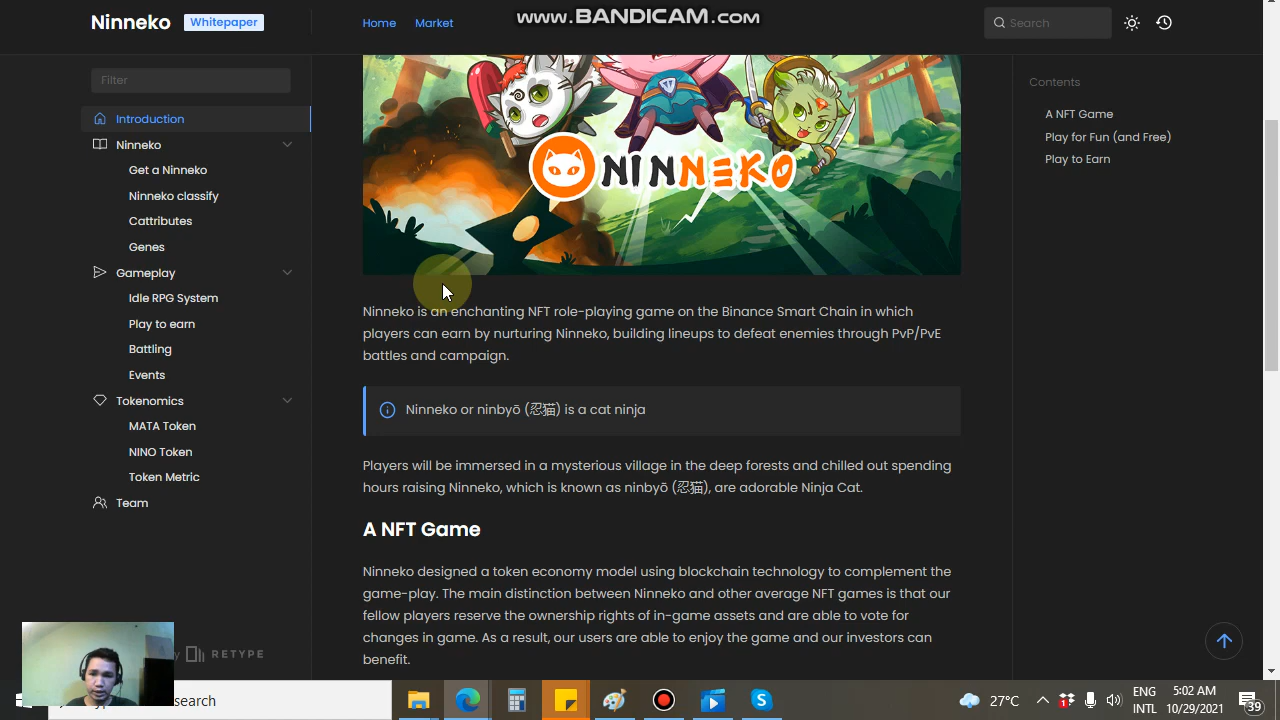 www.BANDICAM.com
Ninneko Whitepaper
Home Market
Search
Filter
Introduction
Ninneko
Get a Ninneko
Ninneko classify
Cattributes
Genes
Gameplay
Idle RPG System
Play to earn
Battling
Events
Tokenomics
MATA Token
NINO Token
Token Metric
Team
RETYPE
NINNEKO
Ninneko is an enchanting NFT role-playing game on the Binance Smart Chain in which
players can earn by nurturing Ninneko, building lineups to defeat enemies through PvP/PvE
battles and campaign.
Ninneko or ninbyō (忍猫) is a cat ninja
Players will be immersed in a mysterious village in the deep forests and chilled out spending
hours raising Ninneko, which is known as ninbyō (忍猫), are adorable Ninja Cat.
A NFT Game
Ninneko designed a token economy model using blockchain technology to complement the
game-play. The main distinction between Ninneko and other average NFT games is that our
fellow players reserve the ownership rights of in-game assets and are able to vote for
changes in game. As a result, our users are able to enjoy the game and our investors can
benefit.
Contents
A NFT Game
Play for Fun (and Free)
Play to Earn
search
27°C
ENG
INTL
5:02 AM
10/29/2021
39